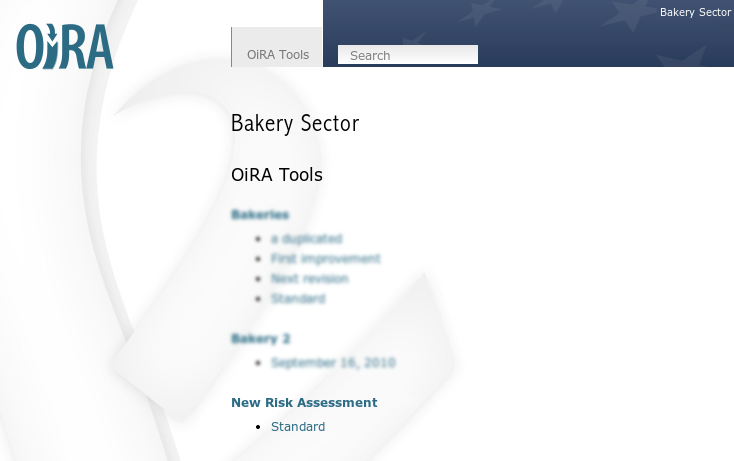 OiRA
Bakery Sector
OiRA Tools
Search
Bakery Sector
OiRA Tools
Bakeries
a duplicated
First improvement
Next revision
Standard
Bakery 2
September 16, 2010
New Risk Assessment
Standard